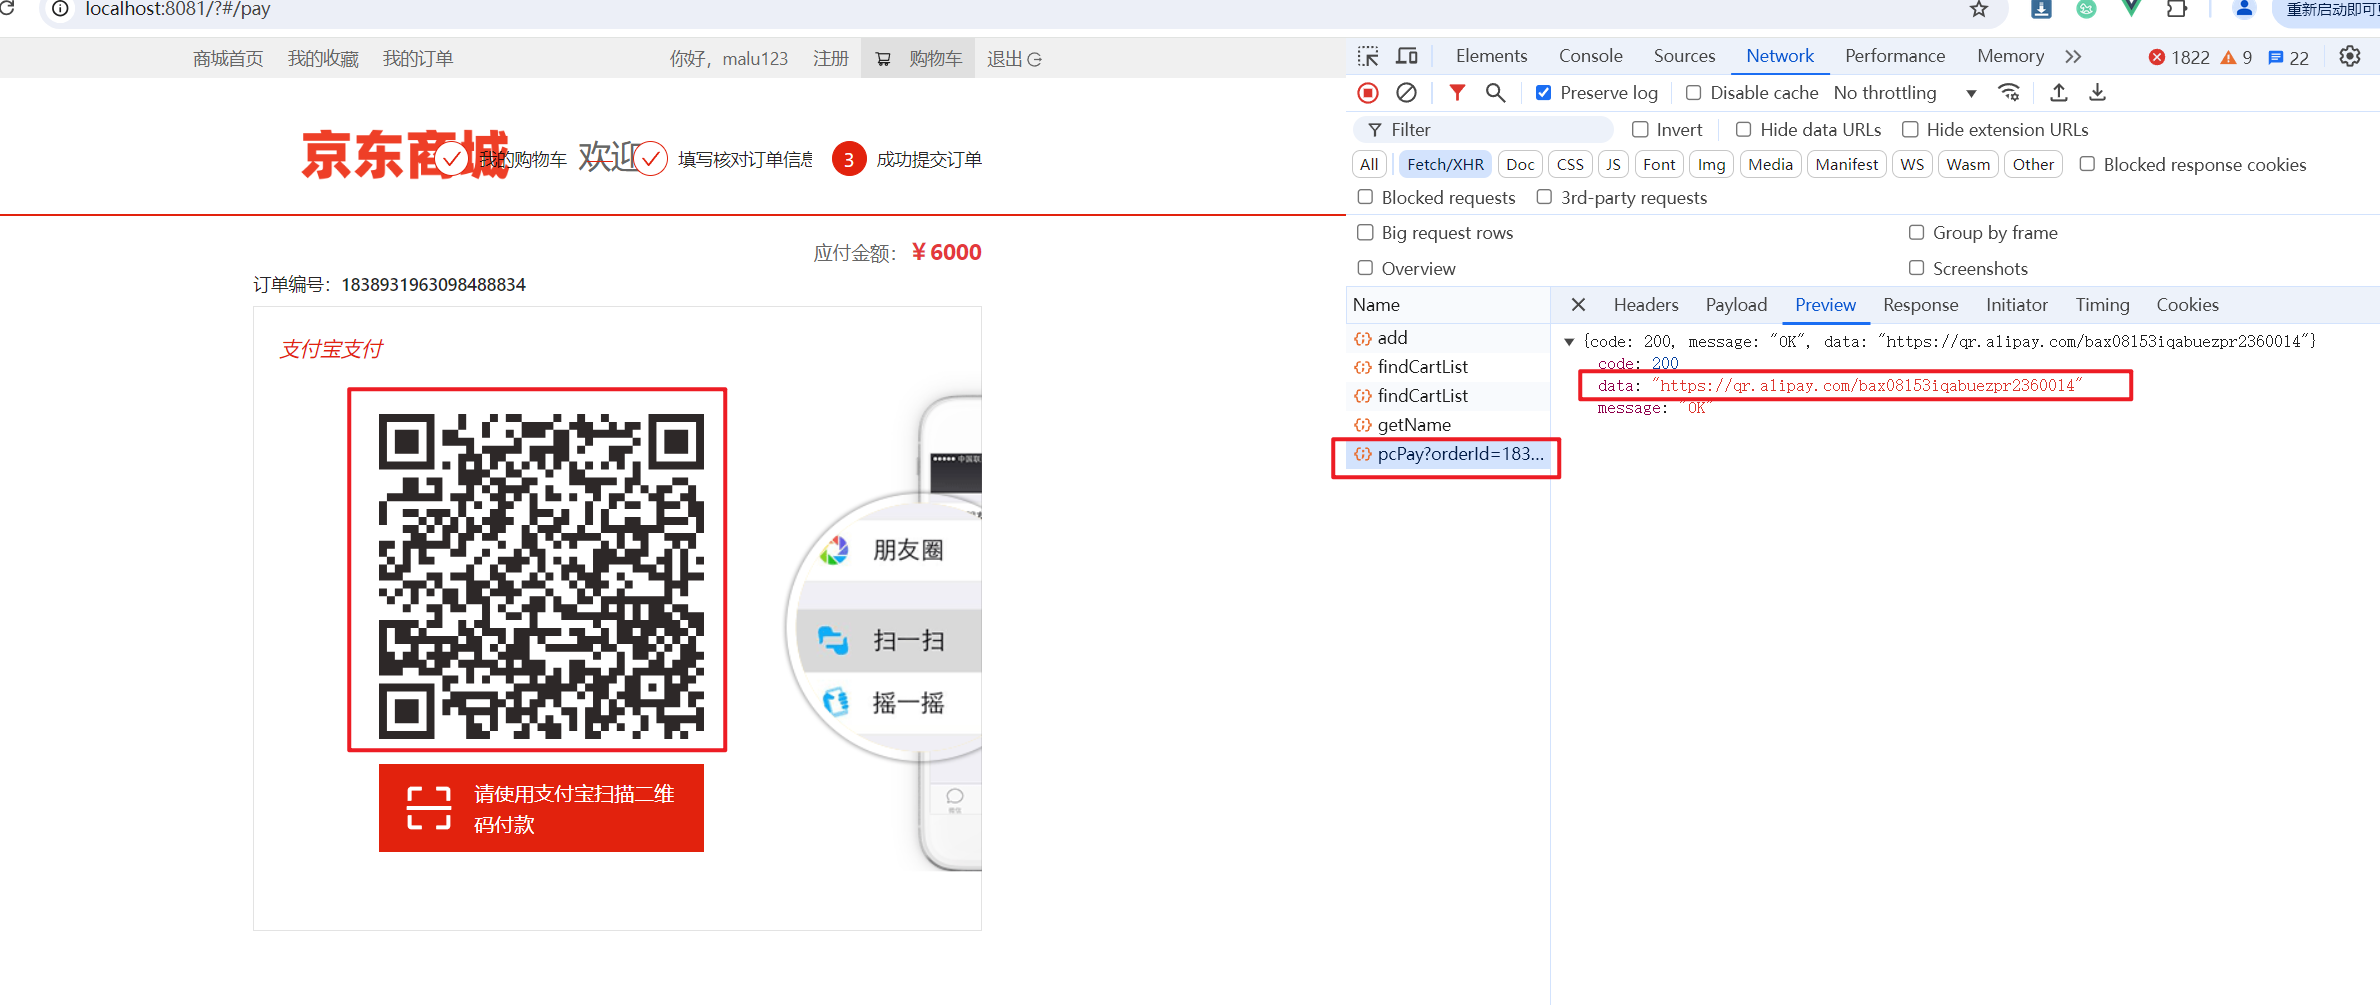 localhost:8081/?#/pay
重新启动即可
商城首页 我的收藏 我的订单 你好，malu123 注册 购物车 退出
京东商城 我的购物车 欢迎 填写核对订单信息 3 成功提交订单
应付金额：￥6000
订单编号：1838931963098488834
支付宝支付
中国联
朋友圈
扫一扫
摇一摇
微信
请使用支付宝扫描二维
码付款
Elements Console Sources Network Performance Memory 1822 9 22
Preserve log Disable cache No throttling
Filter Invert Hide data URLs Hide extension URLs
All Fetch/XHR Doc CSS JS Font Img Media Manifest WS Wasm Other Blocked response cookies
Blocked requests 3rd-party requests
Big request rows Group by frame
Overview Screenshots
Name Headers Payload Preview Response Initiator Timing Cookies
add
findCartList
findCartList
getName
pcPay?orderId=183...
{code: 200, message: "OK", data: "https://qr.alipay.com/bax08153iqabuezpr2360014"}
code: 200
data: "https://qr.alipay.com/bax08153iqabuezpr2360014"
message: "OK"